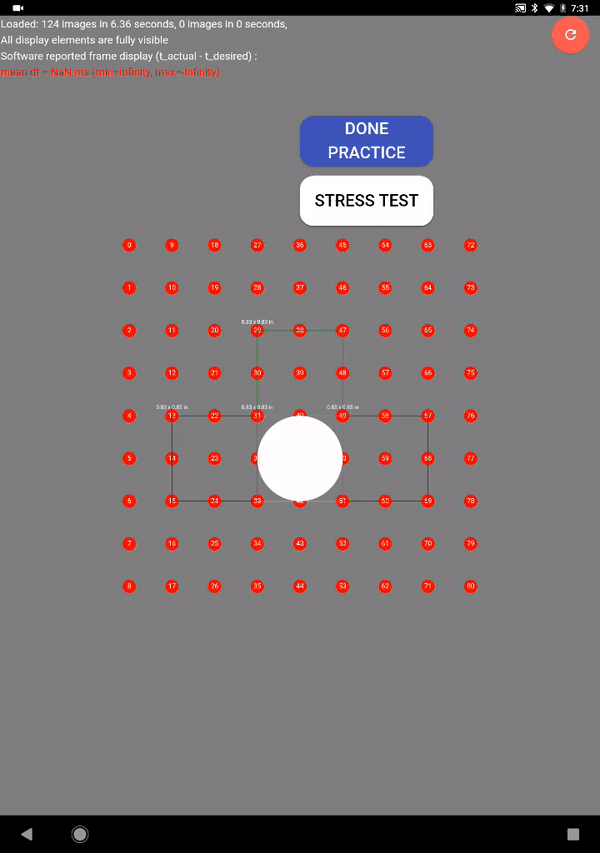 7:31
Loaded: 124 images in 6.36 seconds, 0 images in 0 seconds,
All display elements are fully visible
Software reported frame display (t_actual - t_desired) :
mean dt = NaN ms (min=Infinity, max=-Infinity)
DONE
PRACTICE
STRESS TEST
0 9 18 27 36 45 54 63 72
1 10 19 28 37 46 55 64 73
0.83 x 0.83 in
2 11 20 29 38 47 56 65 74
3 12 21 30 39 48 57 66 75
0.83 x 0.83 in 0.83 x 0.83 in 0.83 x 0.83 in
4 13 22 31 49 58 67 76
5 14 23 59 68 77
6 15 24 33 51 60 69 78
7 16 25 34 43 52 61 70 79
8 17 26 35 44 53 62 71 80